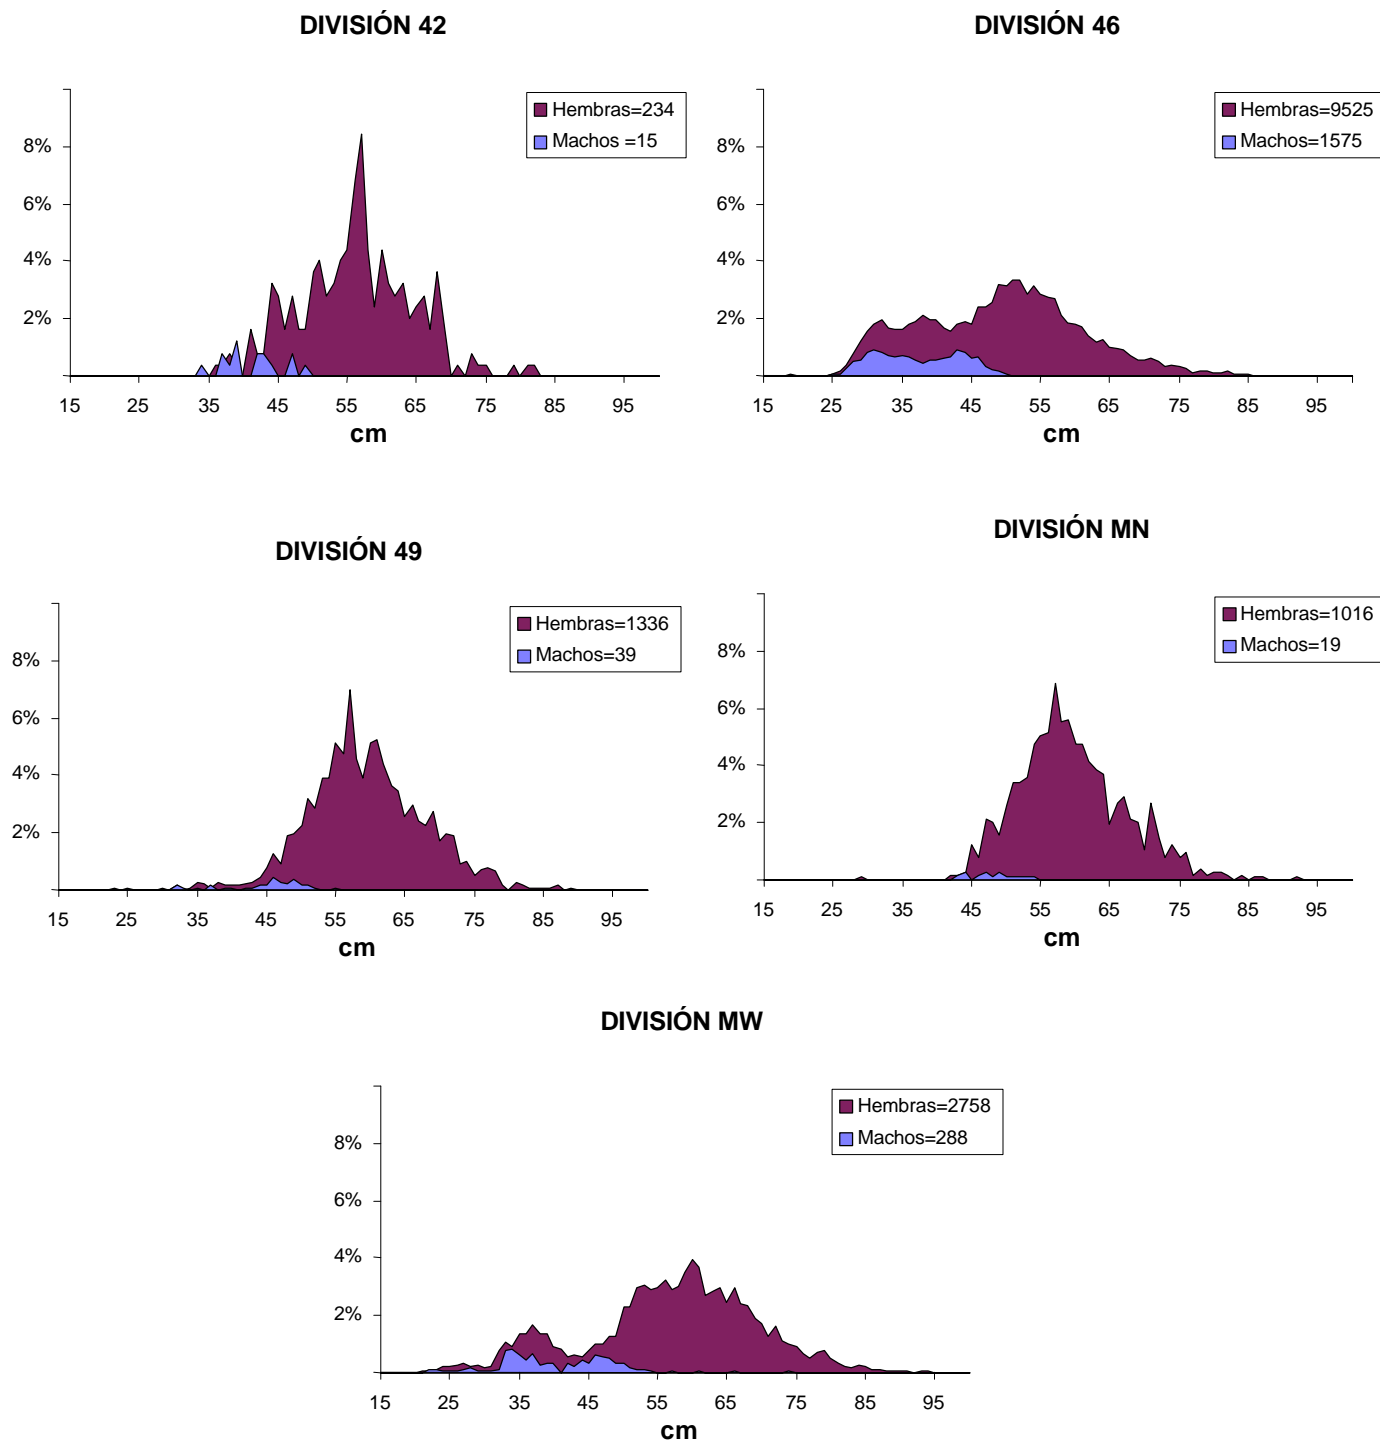 DIVISIÓN 42
Hembras=234
Machos =15
8%
6%
4%
2%
15 25 35 45 55 65 75 85 95
cm
DIVISIÓN 46
Hembras=9525
Machos=1575
8%
6%
4%
2%
15 25 35 45 55 65 75 85 95
cm
DIVISIÓN 49
Hembras=1336
Machos=39
8%
6%
4%
2%
15 25 35 45 55 65 75 85 95
cm
DIVISIÓN MN
Hembras=1016
Machos=19
8%
6%
4%
2%
15 25 35 45 55 65 75 85 95
cm
DIVISIÓN MW
Hembras=2758
Machos=288
8%
6%
4%
2%
15 25 35 45 55 65 75 85 95
cm